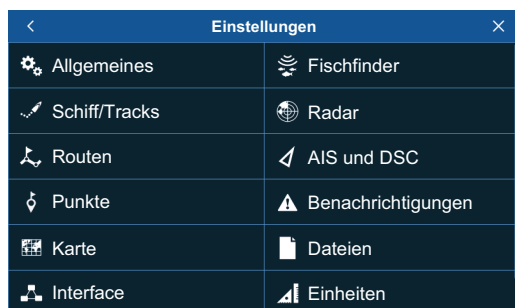 Einstellungen
Allgemeines
Fischfinder
Schiff/Tracks
Radar
Routen
AIS und DSC
Punkte
Benachrichtigungen
Karte
Dateien
Interface
Einheiten